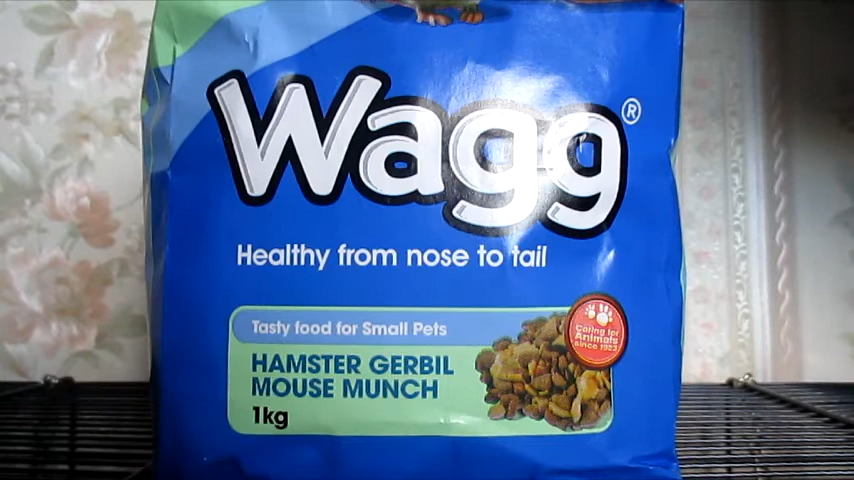 Wagg®
Healthy from nose to tail
Tasty food for Small Pets
Caring for
Animals
since 1923
HAMSTER GERBIL
MOUSE MUNCH
1kg